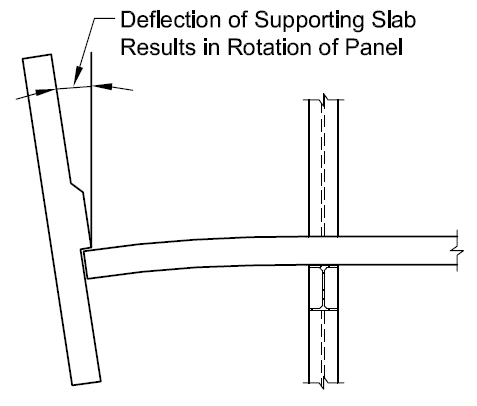 Deflection of Supporting Slab
Results in Rotation of Panel